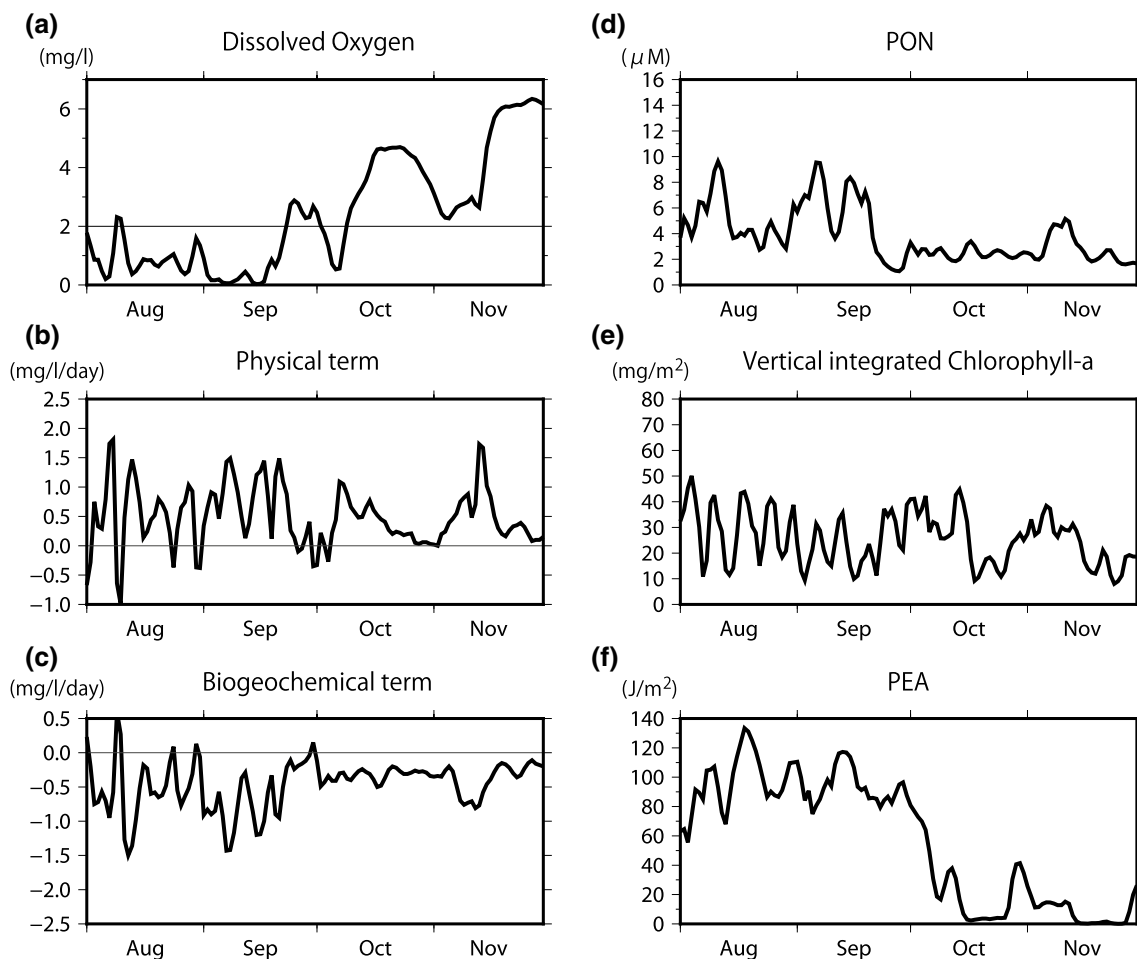 (a)
Dissolved Oxygen
(mg/l)
6
4
2
0
Aug Sep Oct Nov
(b)
Physical term
(mg/l/day)
2.5
2.0
1.5
1.0
0.5
0.0
−0.5
−1.0
Aug Sep Oct Nov
(c)
Biogeochemical term
(mg/l/day)
0.5
0.0
−0.5
−1.0
−1.5
−2.0
−2.5
Aug Sep Oct Nov
(d)
PON
(μM)
16
14
12
10
8
6
4
2
0
Aug Sep Oct Nov
(e)
Vertical integrated Chlorophyll-a
(mg/m²)
80
70
60
50
40
30
20
10
0
Aug Sep Oct Nov
(f)
PEA
(J/m²)
140
120
100
80
60
40
20
0
Aug Sep Oct Nov